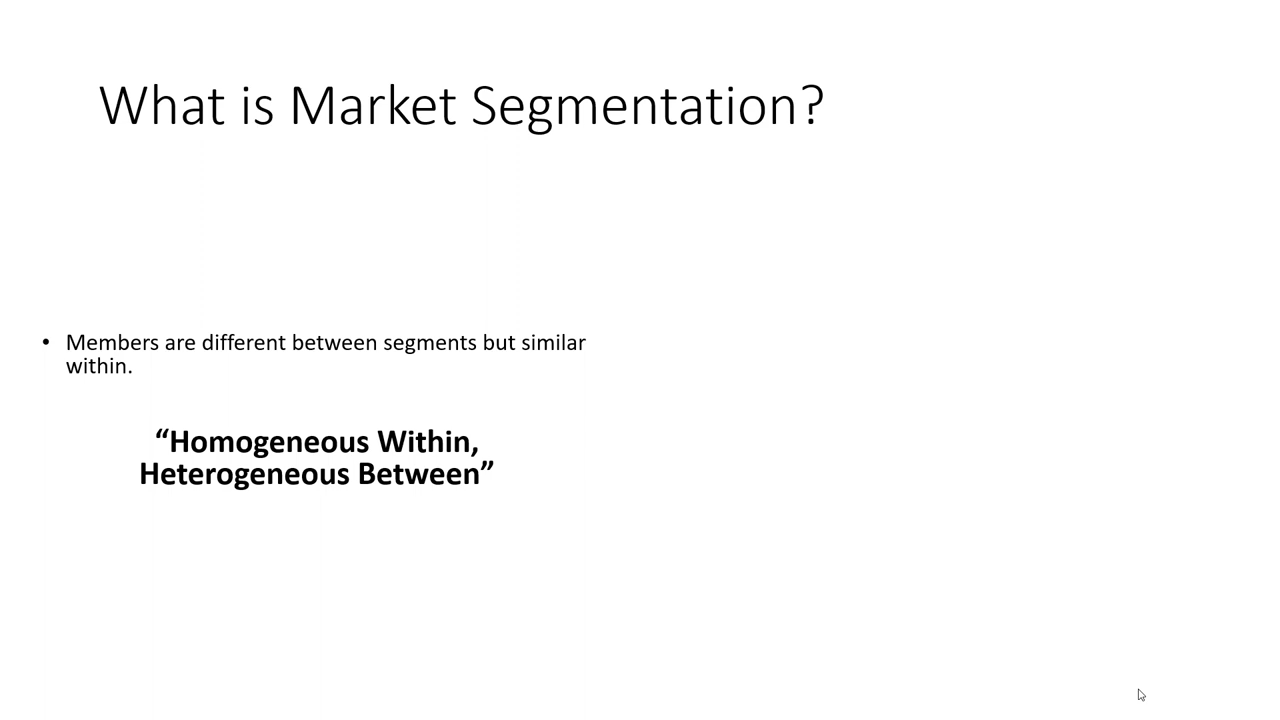 What is Market Segmentation?
• Members are different between segments but similar
within.
“Homogeneous Within,
Heterogeneous Between”